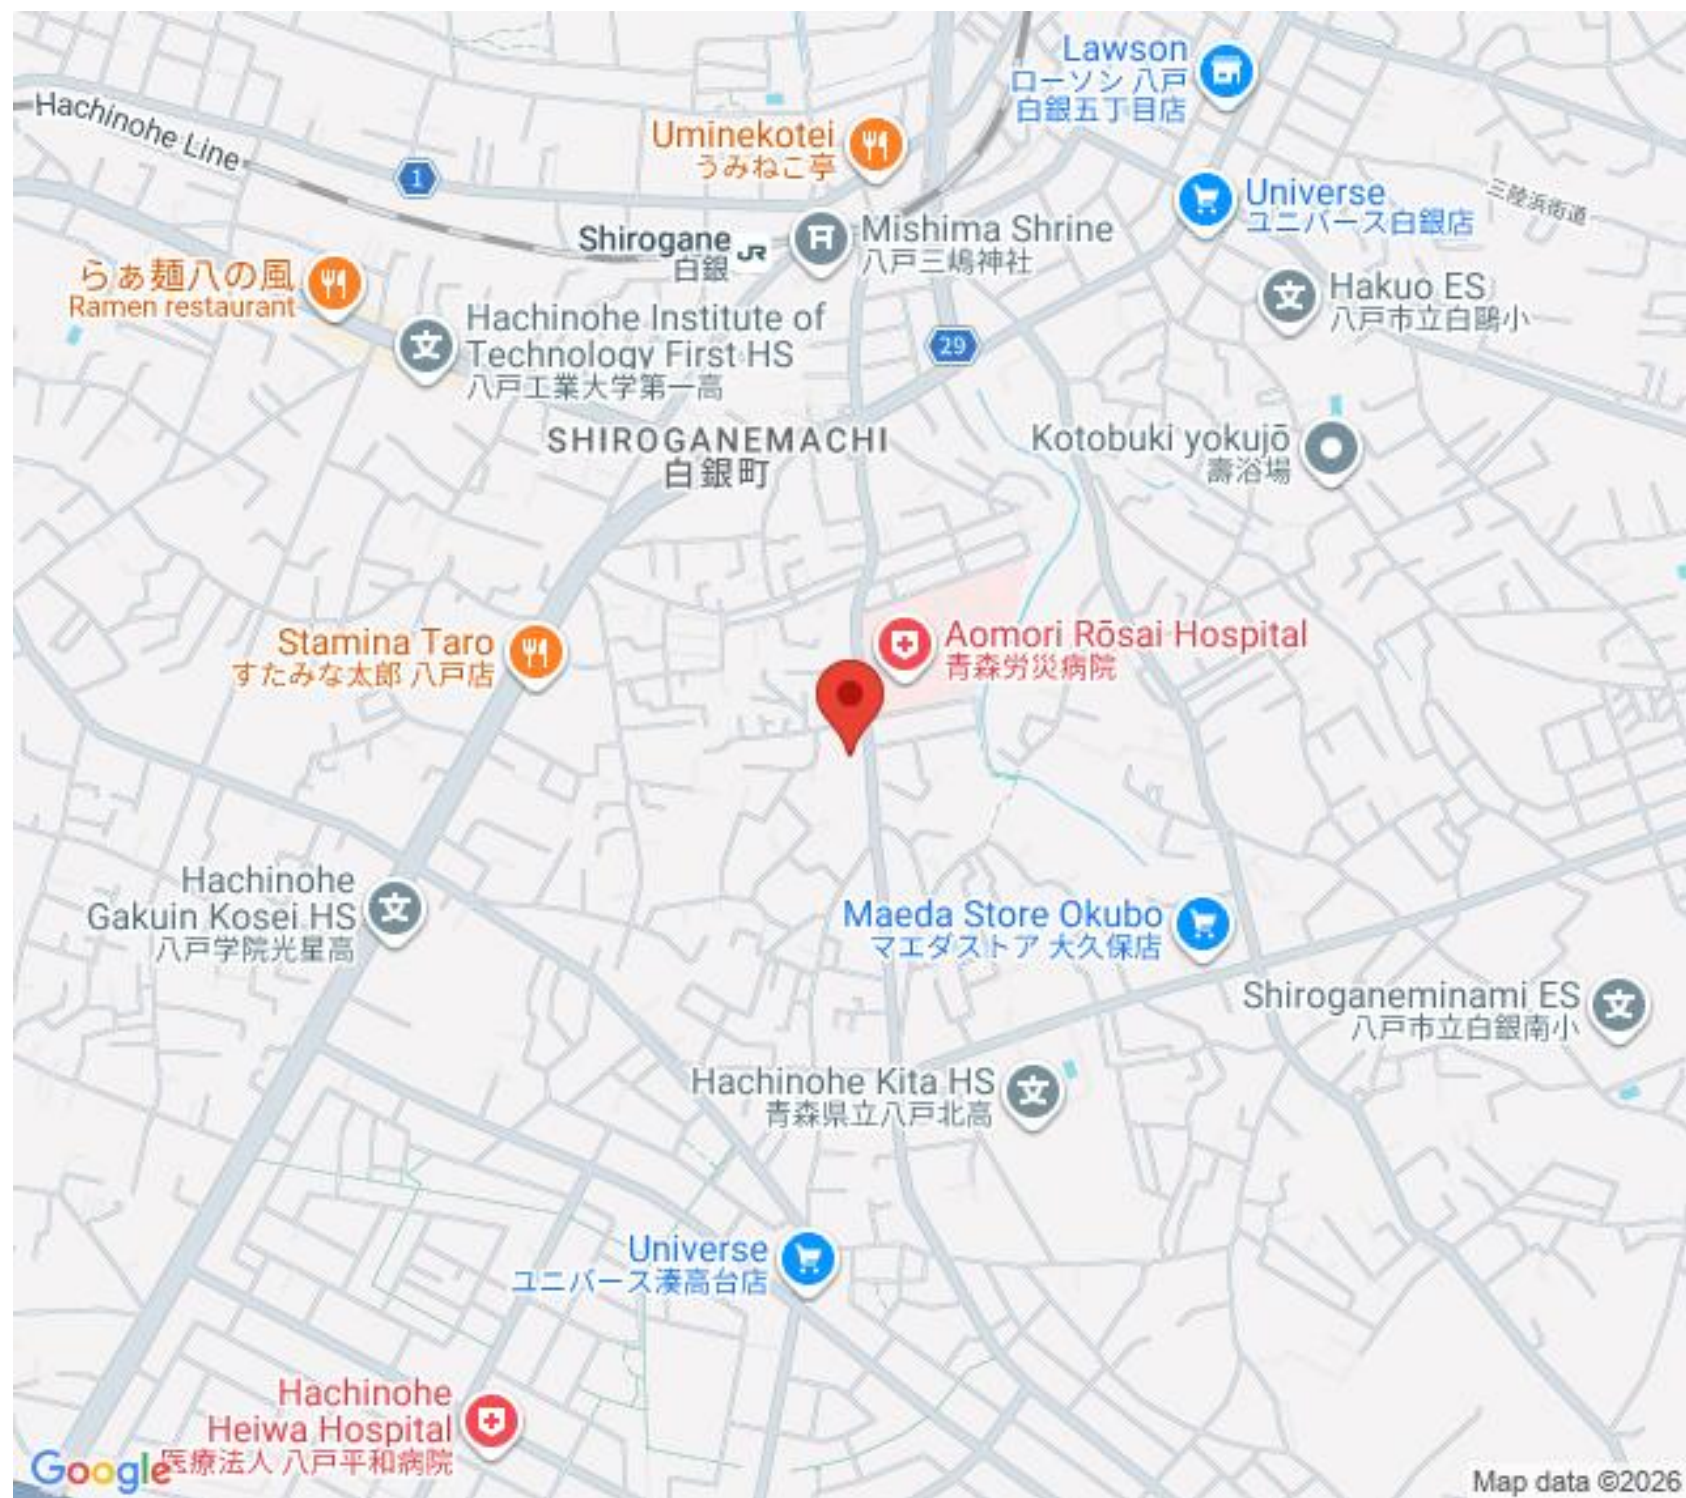 Lawson
ローソン 八戸
白銀五丁目店
Hachinohe Line
Uminekotei
うみねこ亭
1
Universe
ユニバース白銀店
三陸浜街道
Shirogane
白銀
JR
Mishima Shrine
八戸三嶋神社
らぁ麺八の風
Ramen restaurant
Hakuo ES
八戸市立白鷗小
Hachinohe Institute of
Technology First HS
八戸工業大学第一高
29
SHIROGANEMACHI
白銀町
Kotobuki yokujō
壽浴場
Stamina Taro
すたみな太郎 八戸店
Aomori Rōsai Hospital
青森労災病院
Hachinohe
Gakuin Kosei HS
八戸学院光星高
Maeda Store Okubo
マエダストア 大久保店
Shiroganeminami ES
八戸市立白銀南小
Hachinohe Kita HS
青森県立八戸北高
Universe
ユニバース湊高台店
Hachinohe
Heiwa Hospital
医療法人 八戸平和病院
Google
Map data ©2026